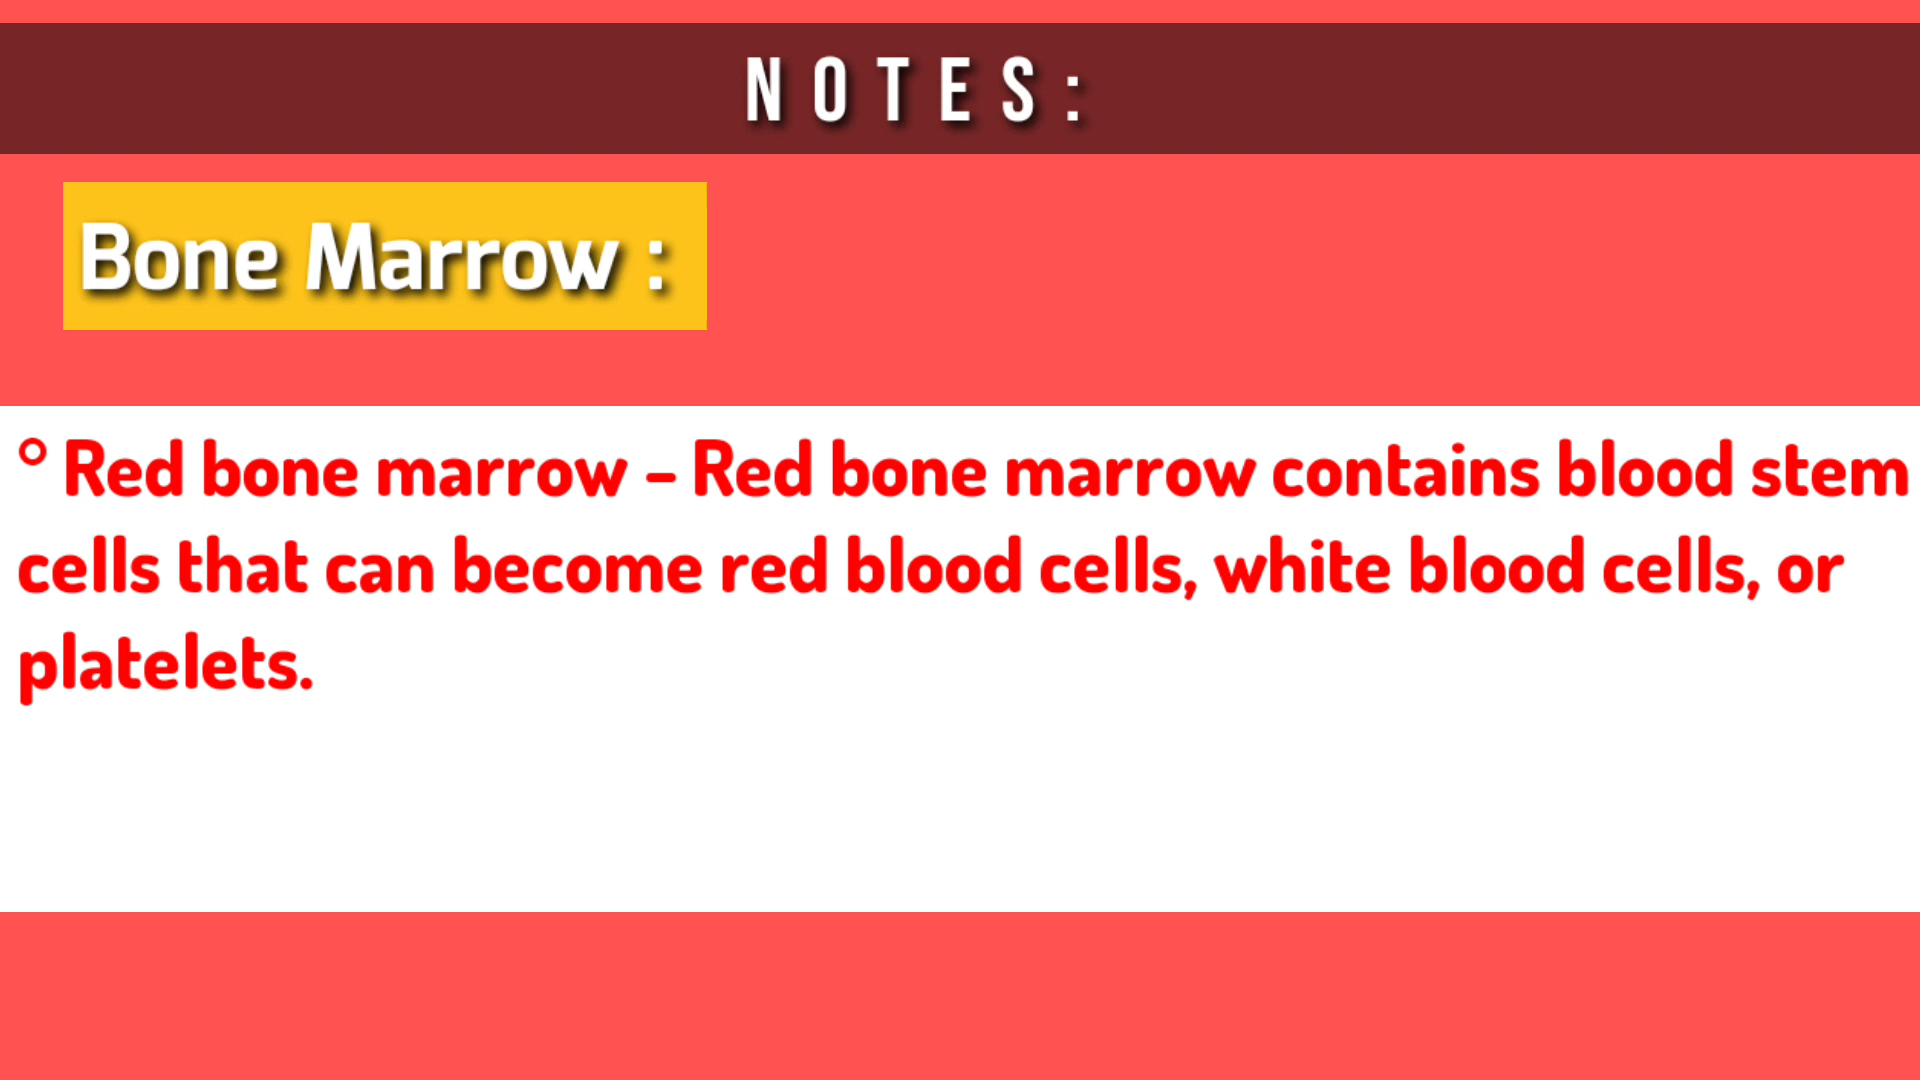 NOTES:
Bone Marrow :
° Red bone marrow - Red bone marrow contains blood stem
cells that can become red blood cells, white blood cells, or
platelets.